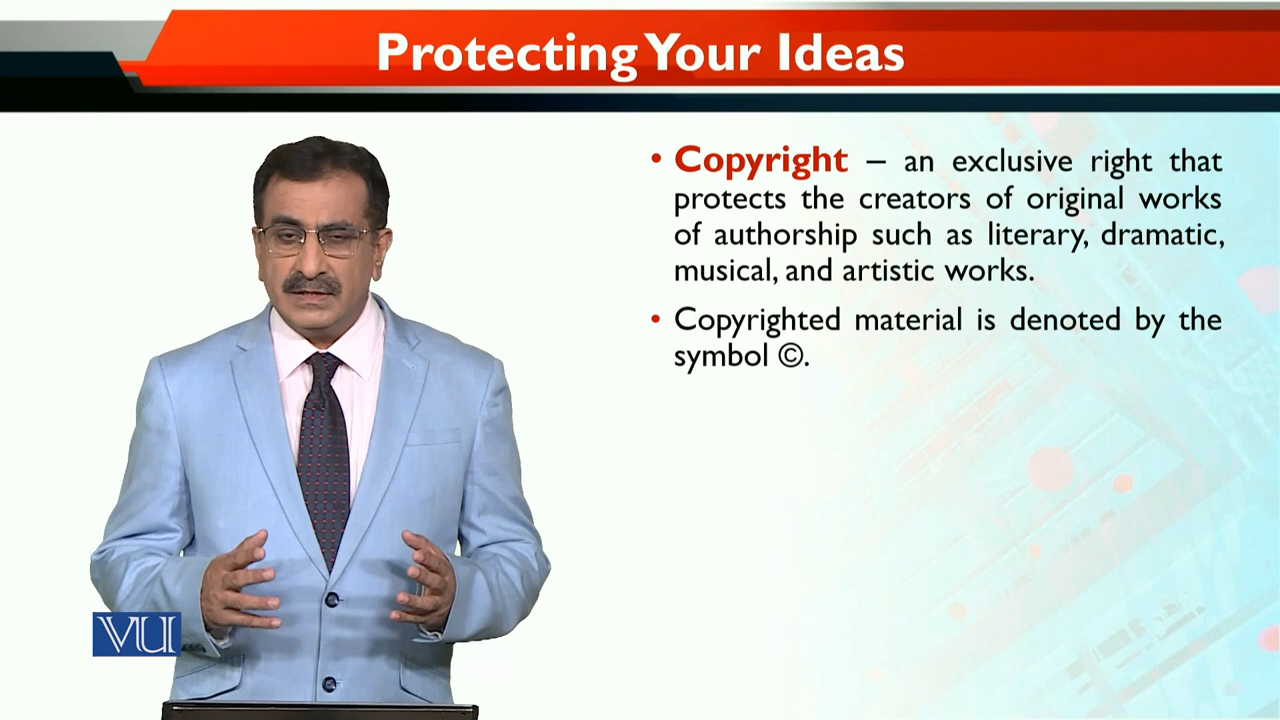 Protecting Your Ideas
• Copyright – an exclusive right that
protects the creators of original works
of authorship such as literary, dramatic,
musical, and artistic works.
• Copyrighted material is denoted by the
symbol ©.
VU